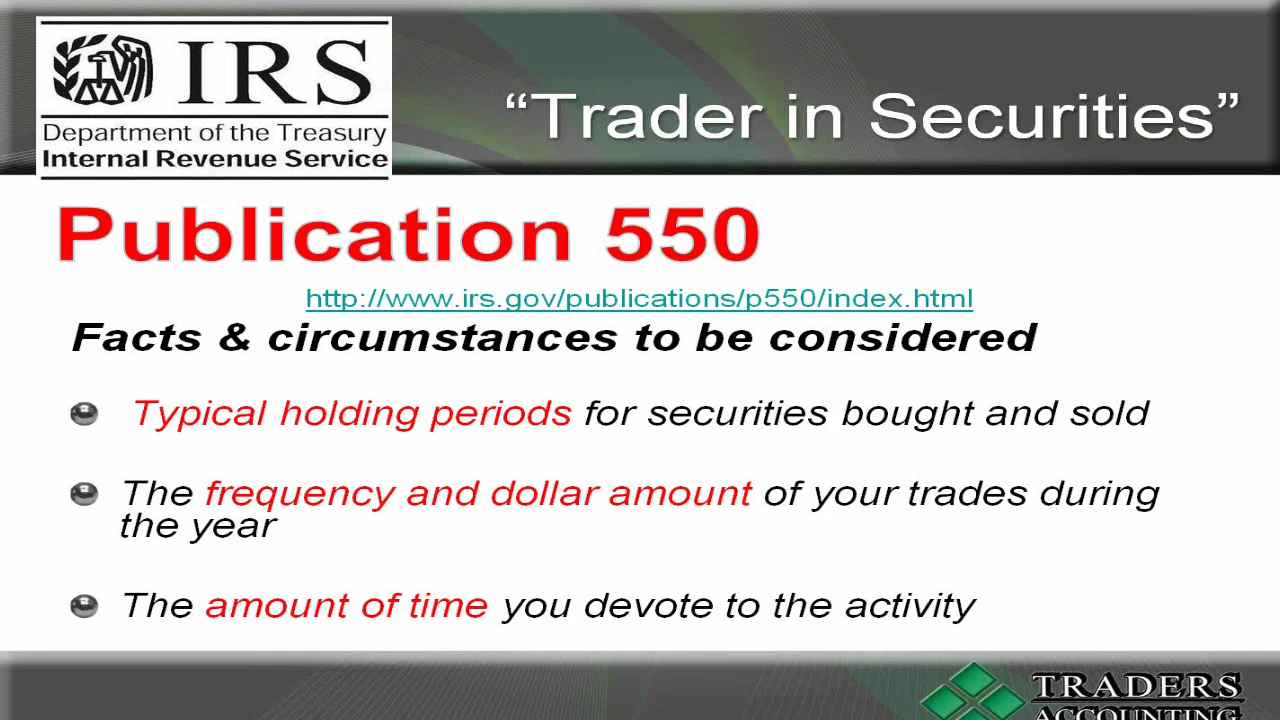 IRS
Department of the Treasury
Internal Revenue Service
“Trader in Securities”
Publication 550
http://www.irs.gov/publications/p550/index.html
Facts & circumstances to be considered
Typical holding periods for securities bought and sold
The frequency and dollar amount of your trades during
the year
The amount of time you devote to the activity
TRADERS
ACCOUNTING